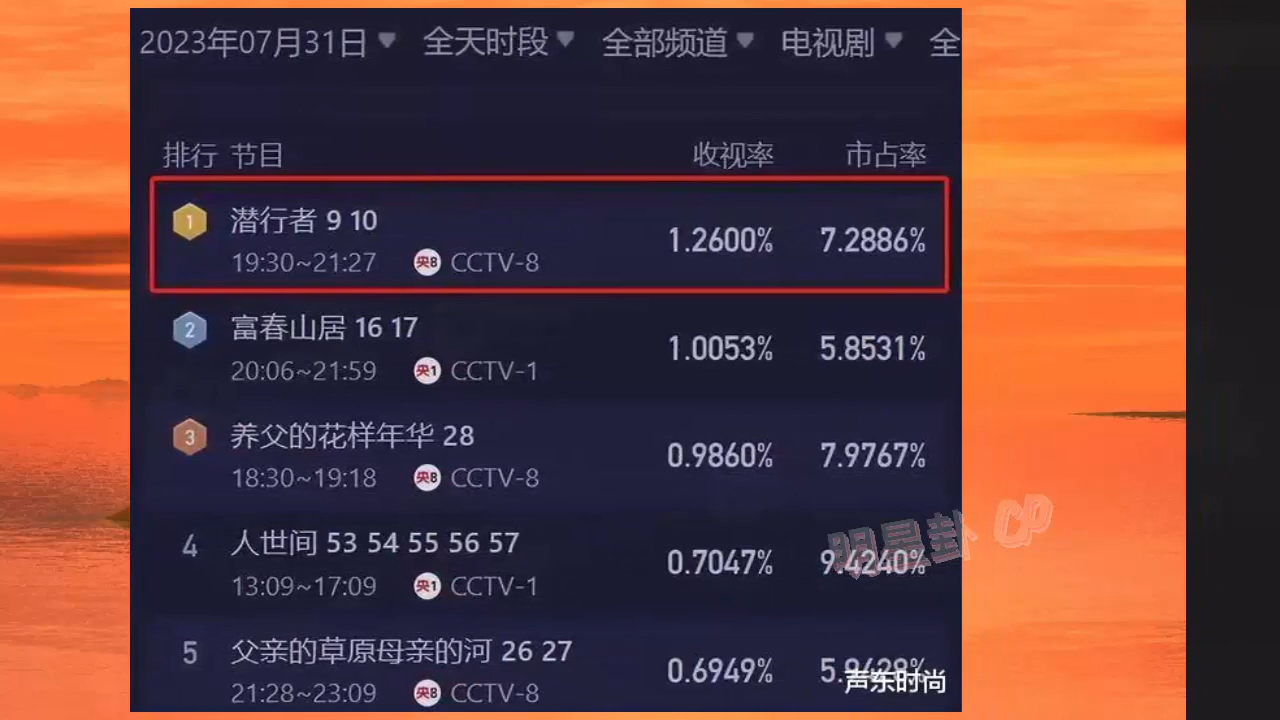 2023年07月31日 全天时段 全部频道 电视剧 全
排行 节目 收视率 市占率
1 潜行者 9 10 1.2600% 7.2886%
19:30~21:27 央8 CCTV-8
2 富春山居 16 17 1.0053% 5.8531%
20:06~21:59 央1 CCTV-1
3 养父的花样年华 28 0.9860% 7.9767%
18:30~19:18 央8 CCTV-8
明星卦 CP
4 人世间 53 54 55 56 57 0.7047% 9.4240%
13:09~17:09 央1 CCTV-1
5 父亲的草原母亲的河 26 27 0.6949%
声东时尚
21:28~23:09 央8 CCTV-8